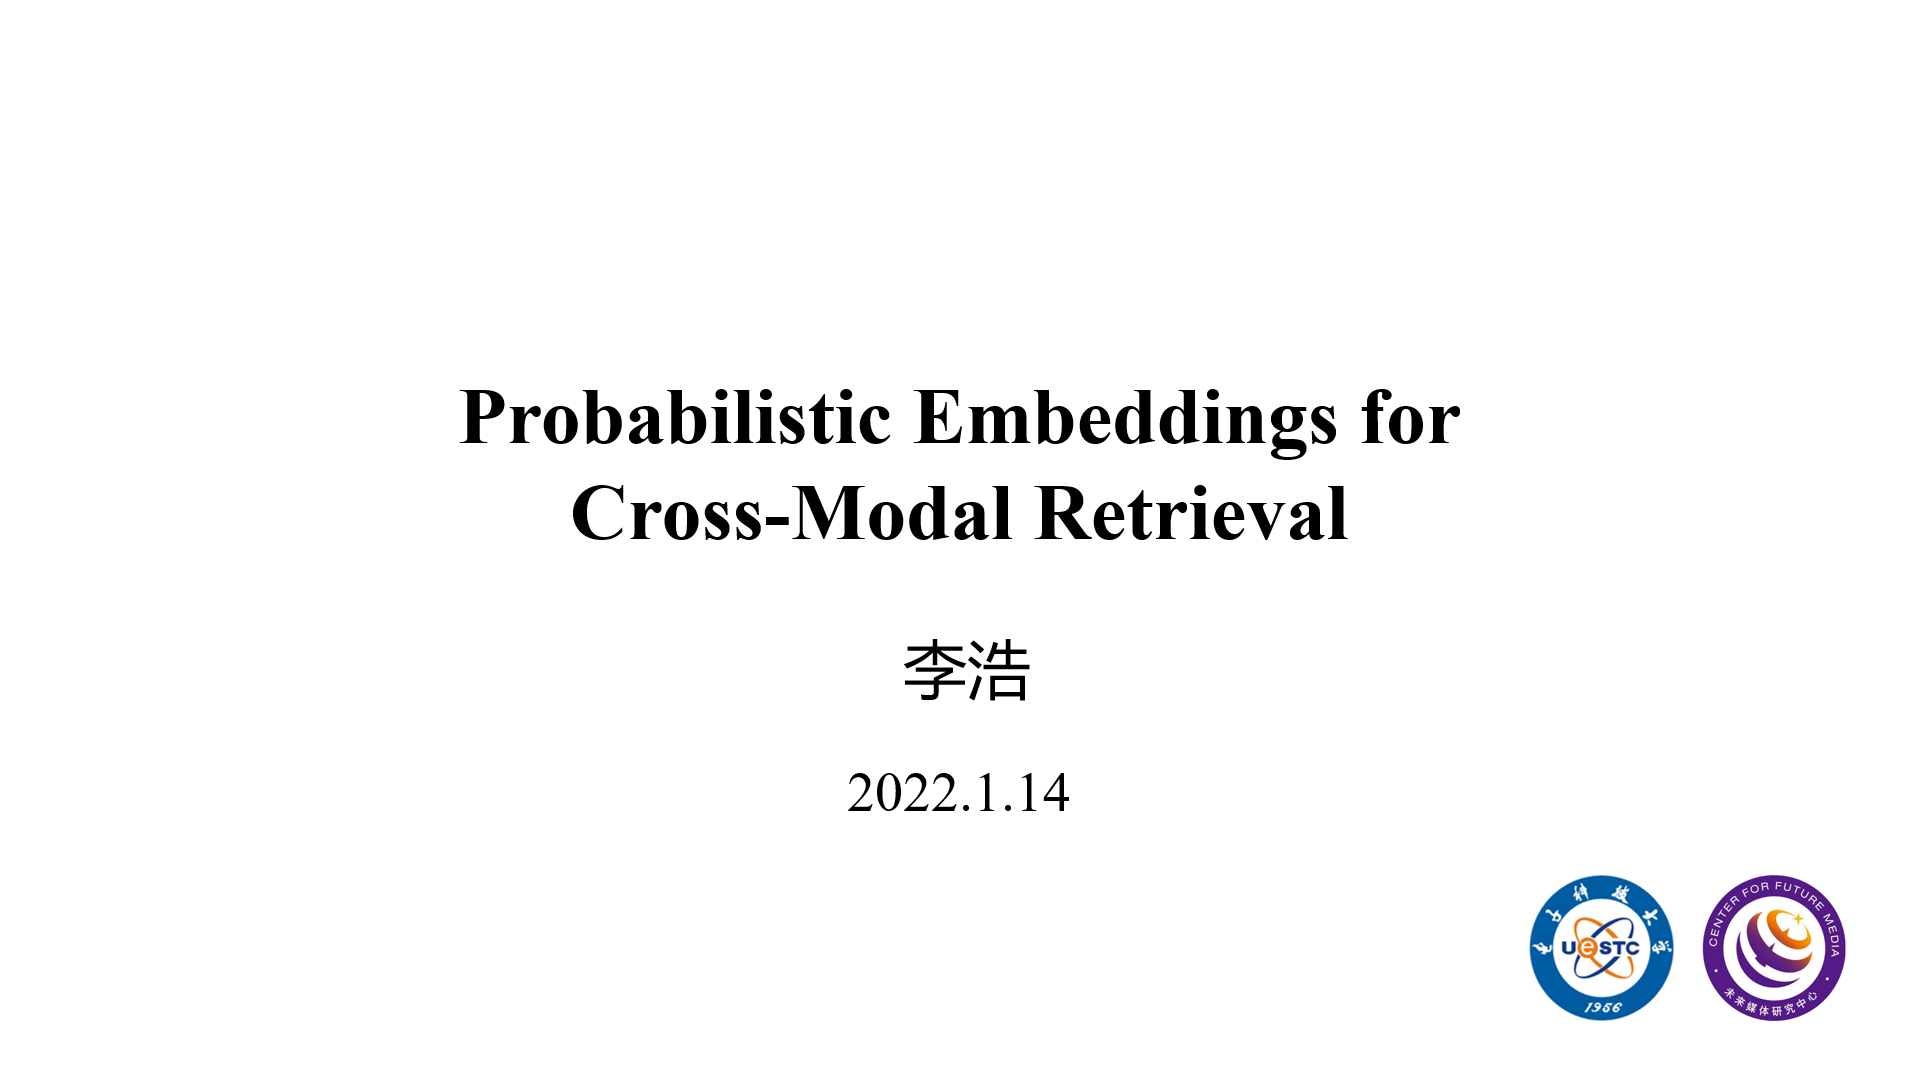 Probabilistic Embeddings for
Cross-Modal Retrieval
李浩
2022.1.14
电子科技大学
UESTC
1956
CENTER FOR FUTURE MEDIA
未来媒体研究中心